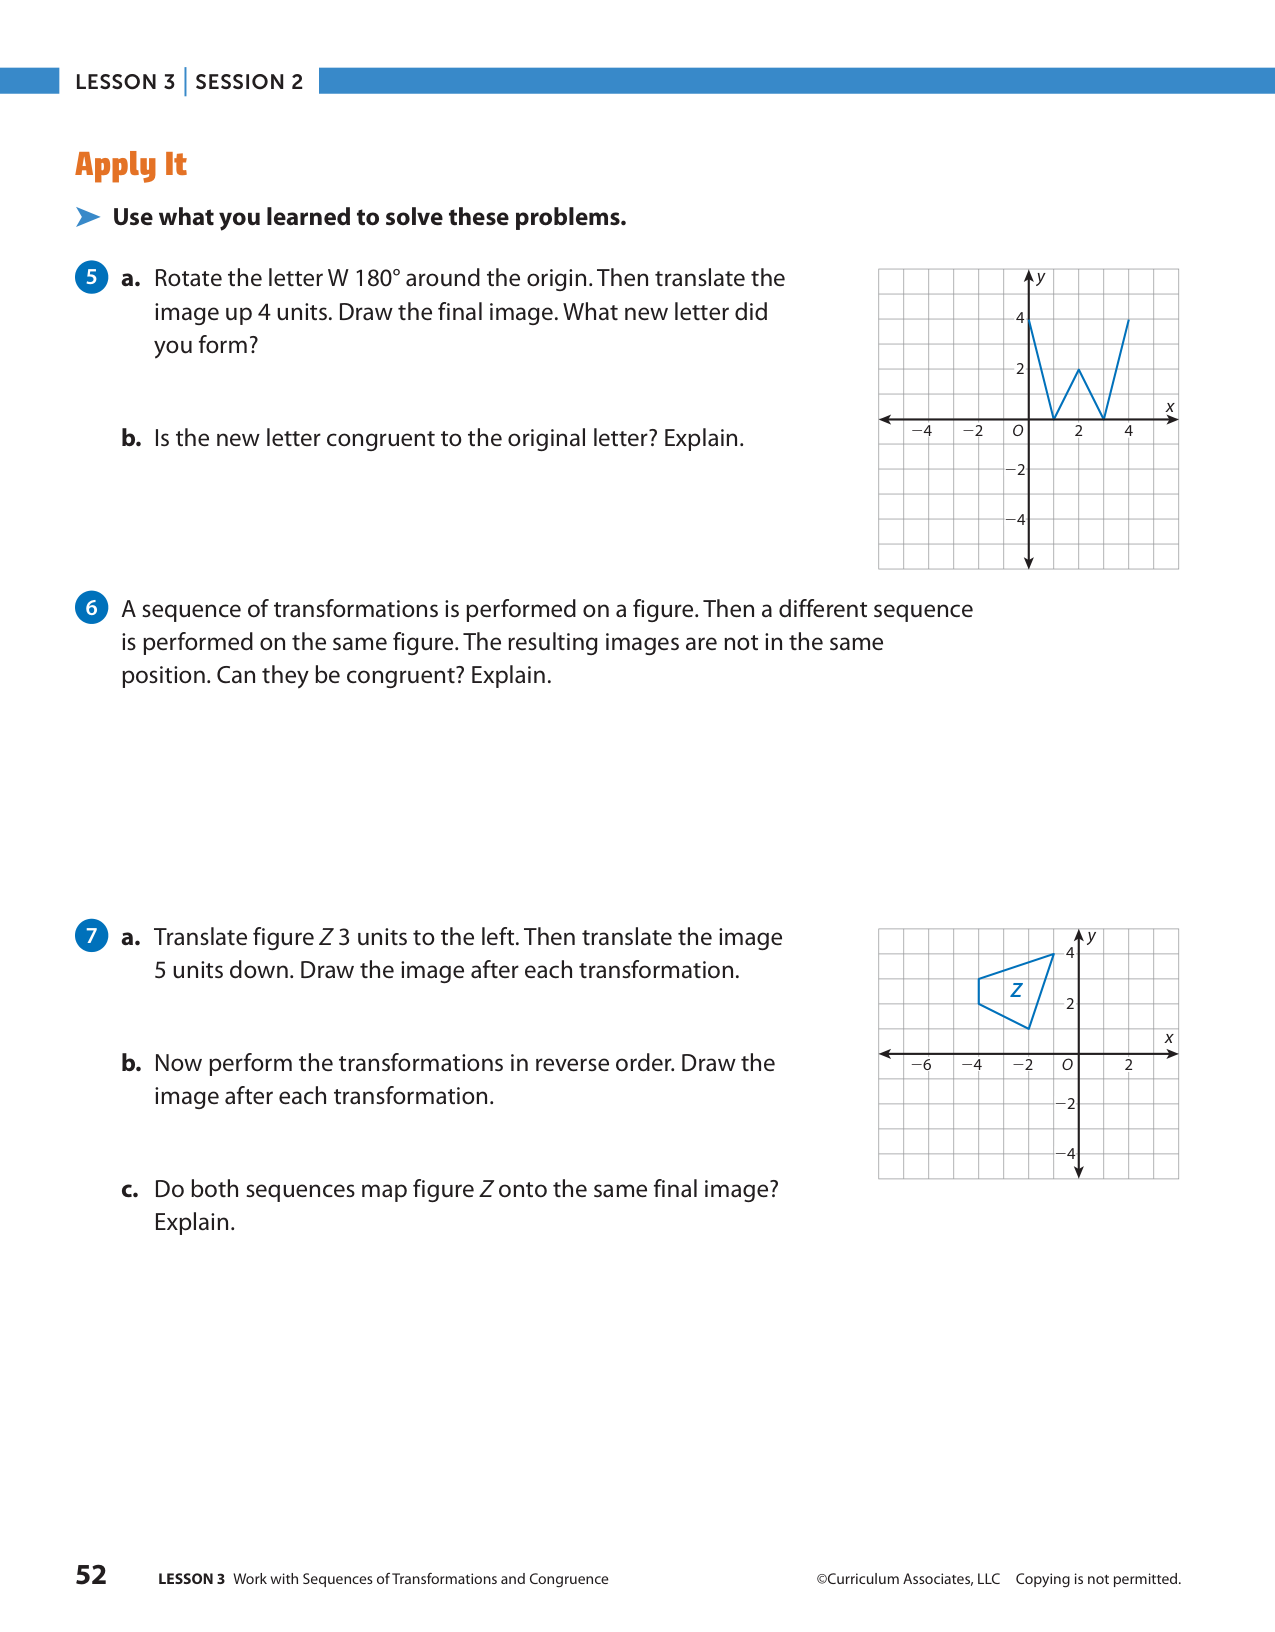 LESSON 3 | SESSION 2
Apply It
Use what you learned to solve these problems.
5 a. Rotate the letter W 180° around the origin. Then translate the
image up 4 units. Draw the final image. What new letter did
you form?
b. Is the new letter congruent to the original letter? Explain.
y
4
2
x
−4 −2 O 2 4
−2
−4
6 A sequence of transformations is performed on a figure. Then a different sequence
is performed on the same figure. The resulting images are not in the same
position. Can they be congruent? Explain.
7 a. Translate figure Z 3 units to the left. Then translate the image
5 units down. Draw the image after each transformation.
b. Now perform the transformations in reverse order. Draw the
image after each transformation.
c. Do both sequences map figure Z onto the same final image?
Explain.
y
4
Z
2
x
−6 −4 −2 O 2
−2
−4
52 LESSON 3 Work with Sequences of Transformations and Congruence ©Curriculum Associates, LLC Copying is not permitted.